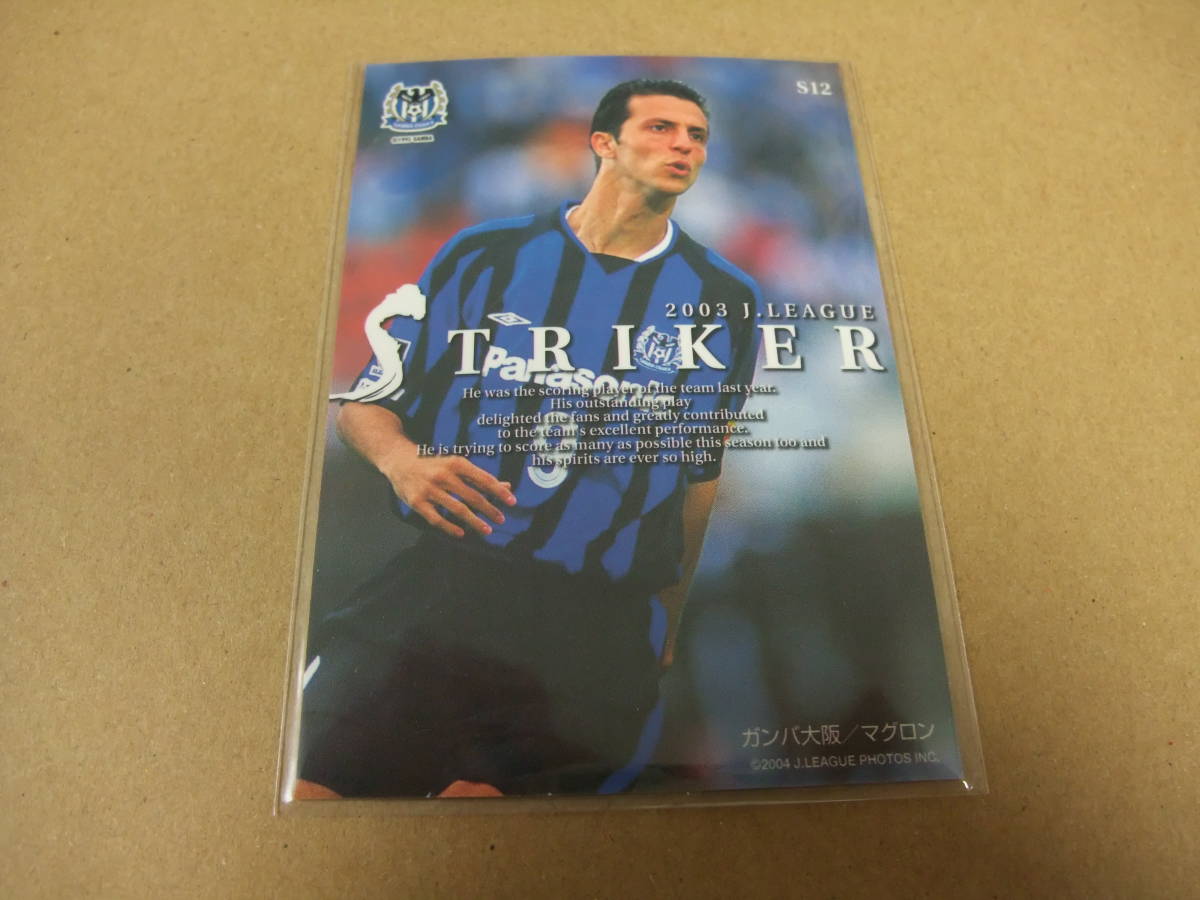 S12
2003 J.LEAGUE
STRIKER
Panasonic
9
He was the scoring player of the team last year.
His outstanding play
delighted the fans and greatly contributed
to the team's excellent performance.
He is trying to score as many as possible this season too and
his spirits are ever so high.
ガンバ大阪／マグロン
©2004 J.LEAGUE PHOTOS INC.